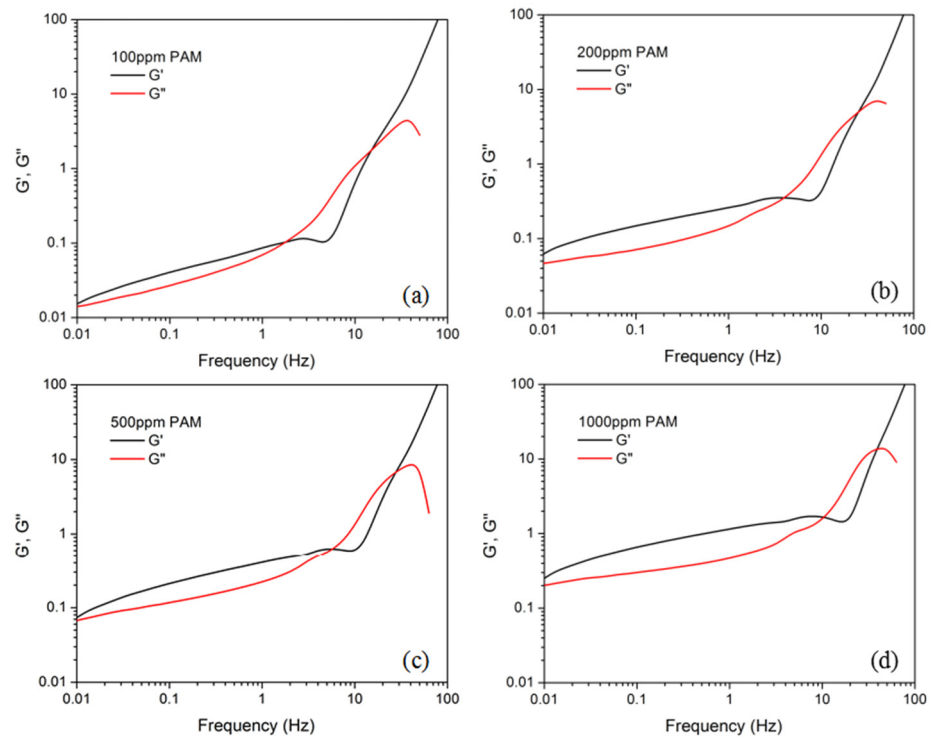 100
10
1
0.1
0.01
G', G"
100ppm PAM
G'
G"
(a)
0.01 0.1 1 10 100
Frequency (Hz)
100
10
1
0.1
0.01
G', G"
200ppm PAM
G'
G"
(b)
0.01 0.1 1 10 100
Frequency (Hz)
100
10
1
0.1
0.01
G', G"
500ppm PAM
G'
G"
(c)
0.01 0.1 1 10 100
Frequency (Hz)
100
10
1
0.1
0.01
G', G"
1000ppm PAM
G'
G"
(d)
0.01 0.1 1 10 100
Frequency (Hz)